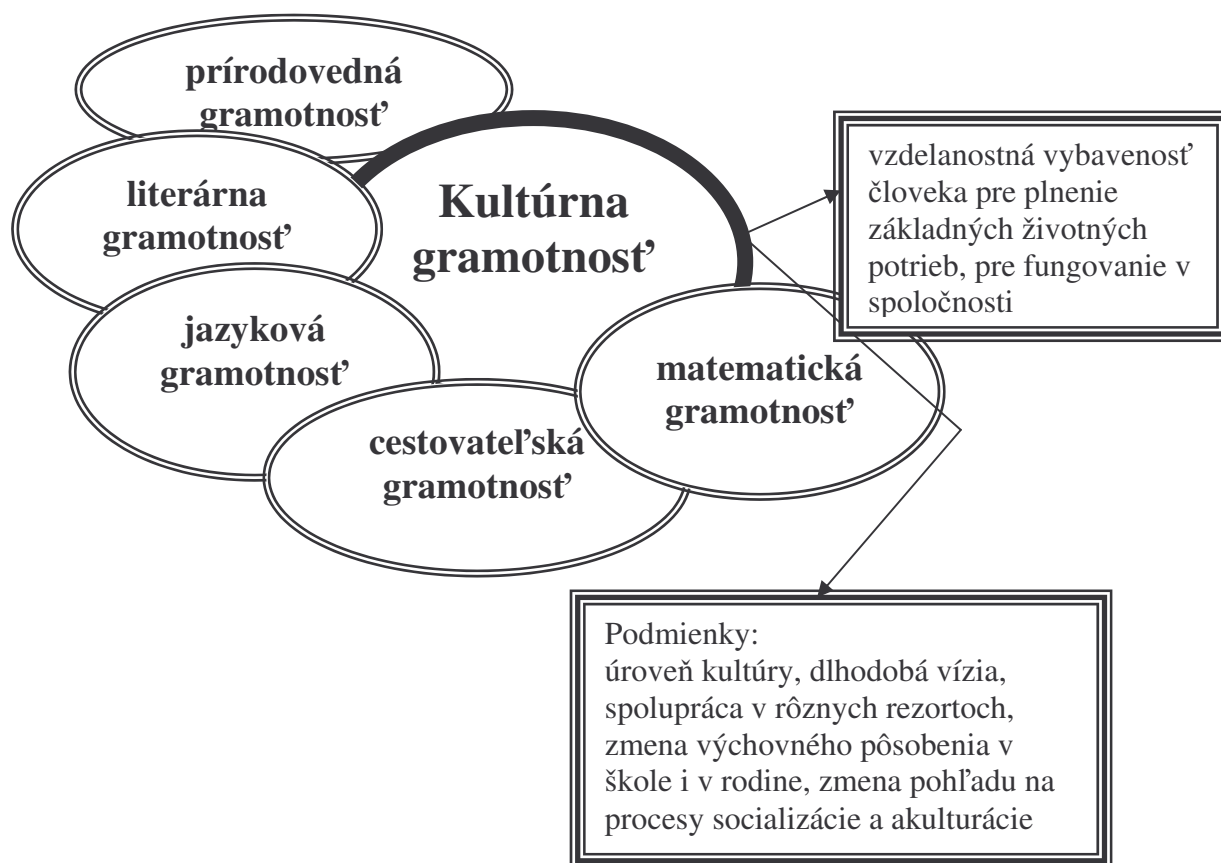 prírodovedná
gramotnosť
literárna
gramotnosť
Kultúrna
gramotnosť
vzdelanostná vybavenosť
človeka pre plnenie
základných životných
potrieb, pre fungovanie v
spoločnosti
jazyková
gramotnosť
matematická
gramotnosť
cestovateľská
gramotnosť
Podmienky:
úroveň kultúry, dlhodobá vízia,
spolupráca v rôznych rezortoch,
zmena výchovného pôsobenia v
škole i v rodine, zmena pohľadu na
procesy socializácie a akulturácie